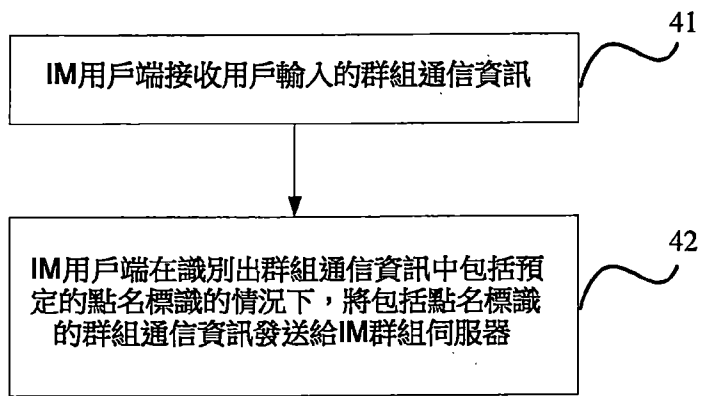 41
IM用戶端接收用戶輸入的群組通信資訊
42
IM用戶端在識別出群組通信資訊中包括預
定的點名標識的情況下，將包括點名標識
的群組通信資訊發送給IM群組伺服器